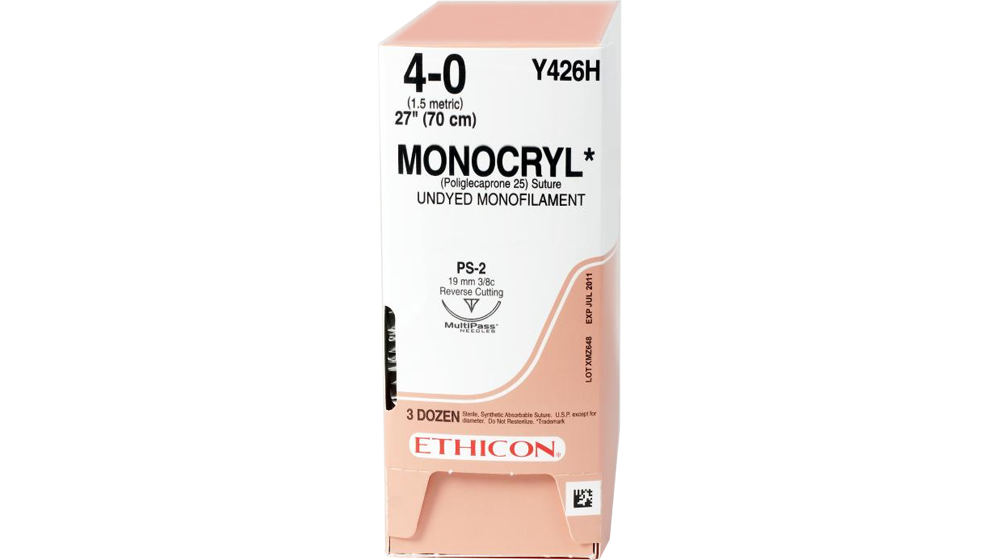 4-0
Y426H
(1.5 metric)
27" (70 cm)
MONOCRYL*
(Poliglecaprone 25) Suture
UNDYED MONOFILAMENT
PS-2
19 mm 3/8c
Reverse Cutting
MultiPass*
NEEDLES
LOT XMZ648 EXP JUL 2011
3 DOZEN
Sterile, Synthetic Absorbable Suture. U.S.P. except for
diameter. Do Not Resterilize. *Trademark
ETHICON®